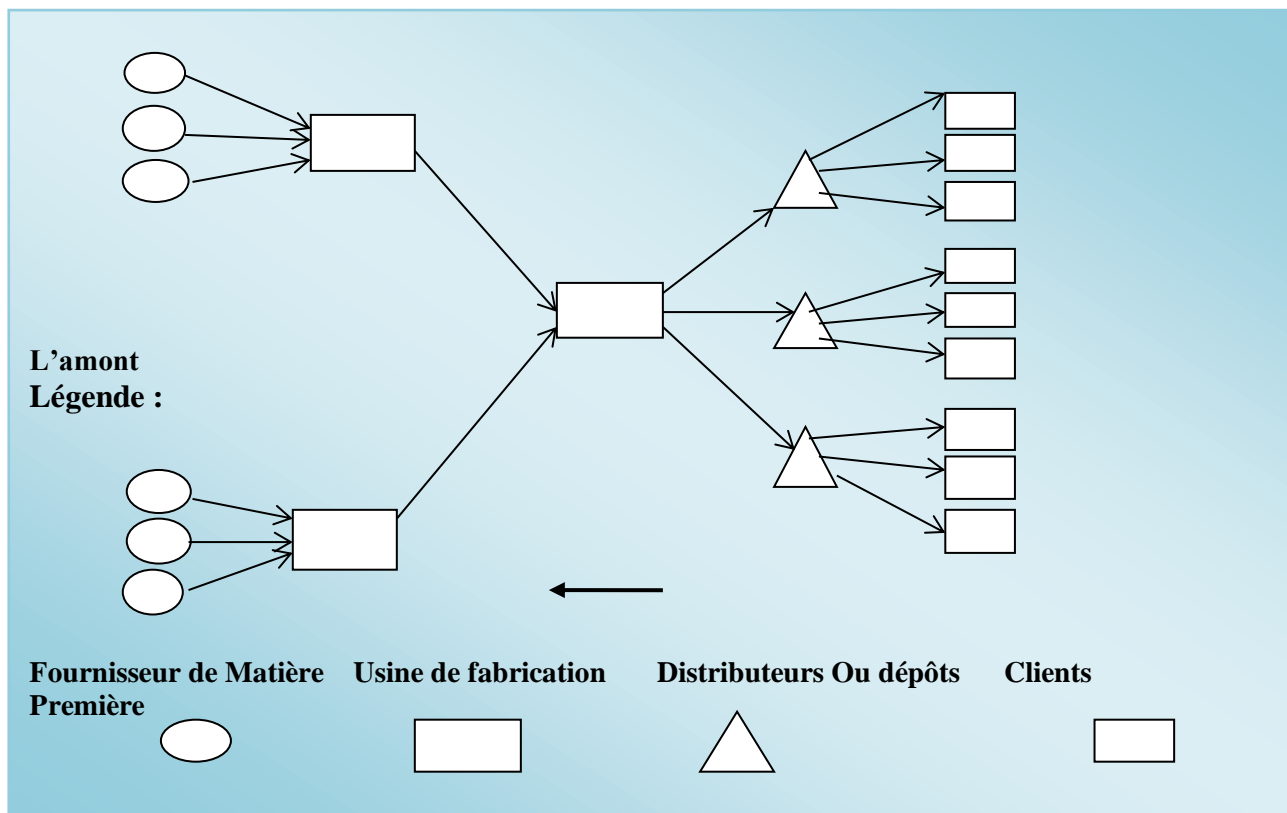 L’amont
Légende :
Fournisseur de Matière Première
Usine de fabrication
Distributeurs Ou dépôts
Clients